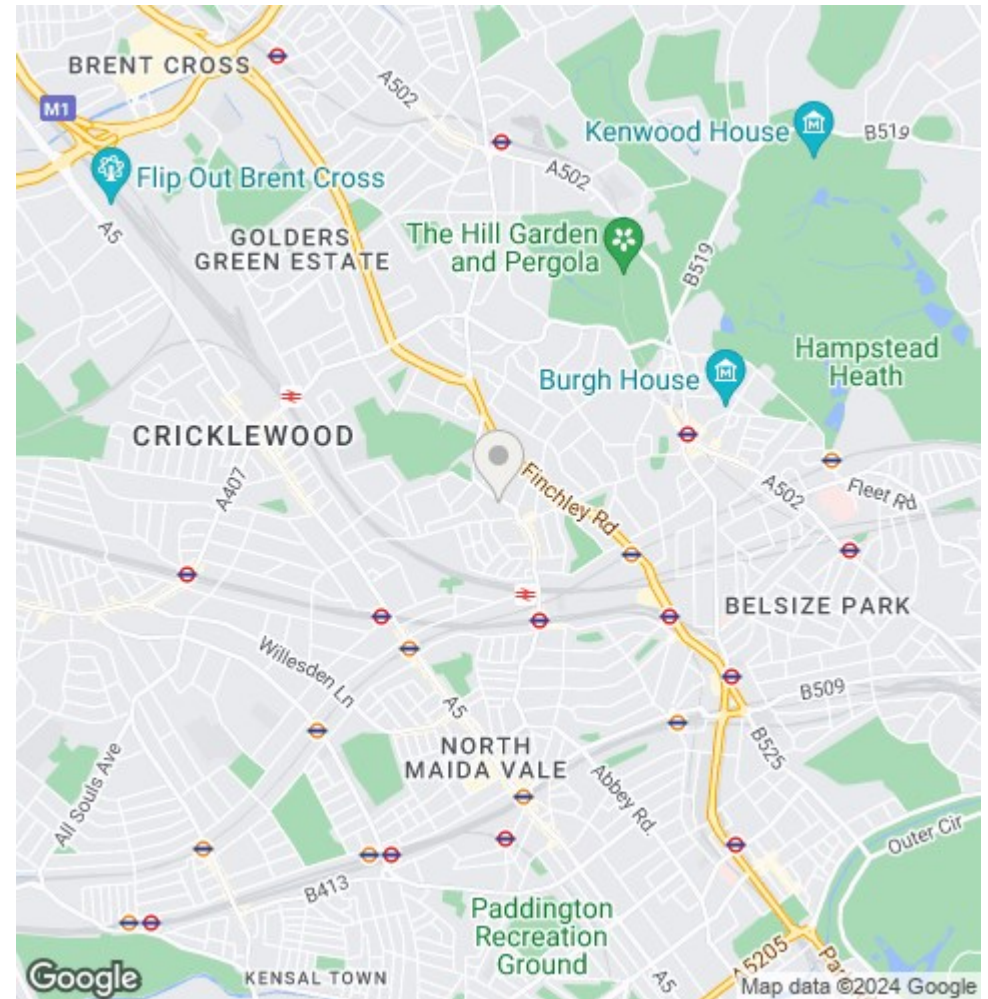 BRENT CROSS
A502
M1
Kenwood House
B519
Flip Out Brent Cross
A502
A5
GOLDERS
GREEN ESTATE
The Hill Garden
and Pergola
B519
Hampstead
Heath
Burgh House
CRICKLEWOOD
A407
Finchley Rd
A502
Fleet Rd
BELSIZE PARK
Willesden Ln
A5
B509
NORTH
MAIDA VALE
B525
All Souls Ave
Abbey Rd.
Outer Cir
B413
Paddington
Recreation
Ground
A5205
KENSAL TOWN
A5
Google
Map data ©2024 Google